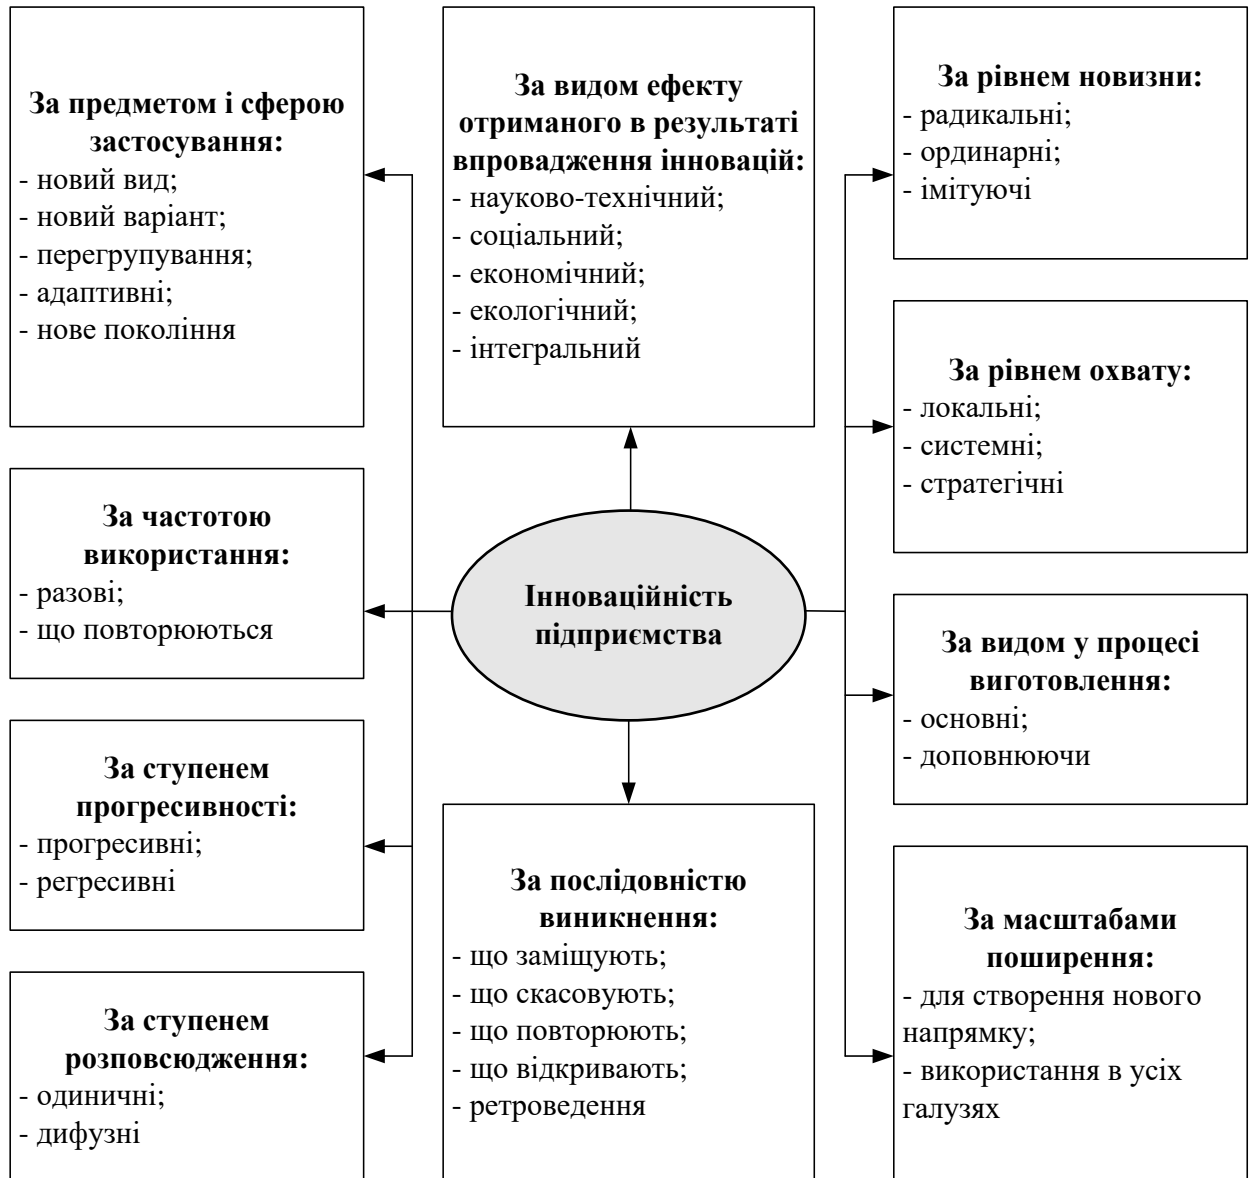 За предметом і сферою
застосування:
- новий вид;
- новий варіант;
- перегрупування;
- адаптивні;
- нове покоління
За видом ефекту
отриманого в результаті
впровадження інновацій:
- науково-технічний;
- соціальний;
- економічний;
- екологічний;
- інтегральний
За рівнем новизни:
- радикальні;
- ординарні;
- імітуючі
За рівнем охвату:
- локальні;
- системні;
- стратегічні
За частотою
використання:
- разові;
- що повторюються
Інноваційність
підприємства
За видом у процесі
виготовлення:
- основні;
- доповнюючи
За ступенем
прогресивності:
- прогресивні;
- регресивні
За послідовністю
виникнення:
- що заміщують;
- що скасовують;
- що повторюють;
- що відкривають;
- ретроведення
За масштабами
поширення:
- для створення нового
напрямку;
- використання в усіх
галузях
За ступенем
розповсюдження:
- одиничні;
- дифузні